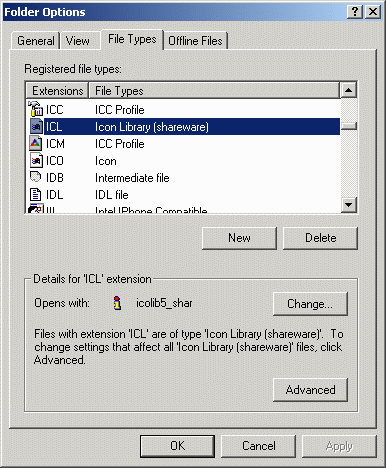 Folder Options
General View File Types Offline Files
Registered file types:
Extensions File Types
ICC ICC Profile
ICL Icon Library (shareware)
ICM ICC Profile
ICO Icon
IDB Intermediate file
IDL IDL file
Intel IPhone Compatible
New Delete
Details for 'ICL' extension
Opens with: icolib5_shar Change...
Files with extension 'ICL' are of type 'Icon Library (shareware)'. To
change settings that affect all 'Icon Library (shareware)' files, click
Advanced.
Advanced
OK Cancel Apply